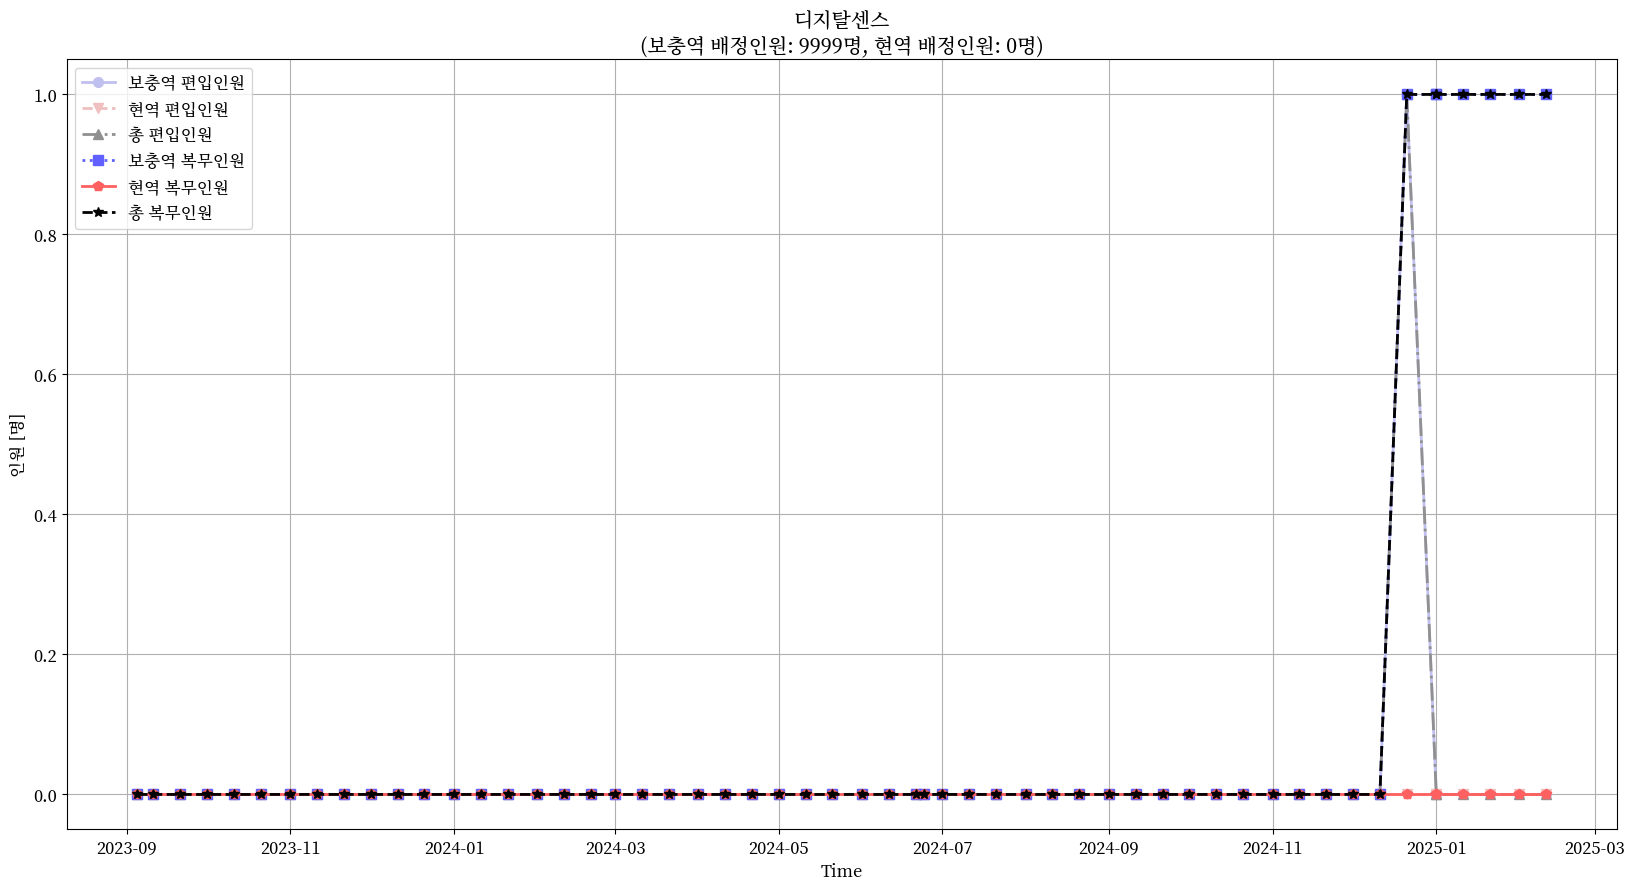 디지탈센스
(보충역 배정인원: 9999명, 현역 배정인원: 0명)
보충역 편입인원
현역 편입인원
총 편입인원
보충역 복무인원
현역 복무인원
총 복무인원
1.0
0.8
0.6
0.4
0.2
0.0
인원 [명]
2023-09 2023-11 2024-01 2024-03 2024-05 2024-07 2024-09 2024-11 2025-01 2025-03
Time